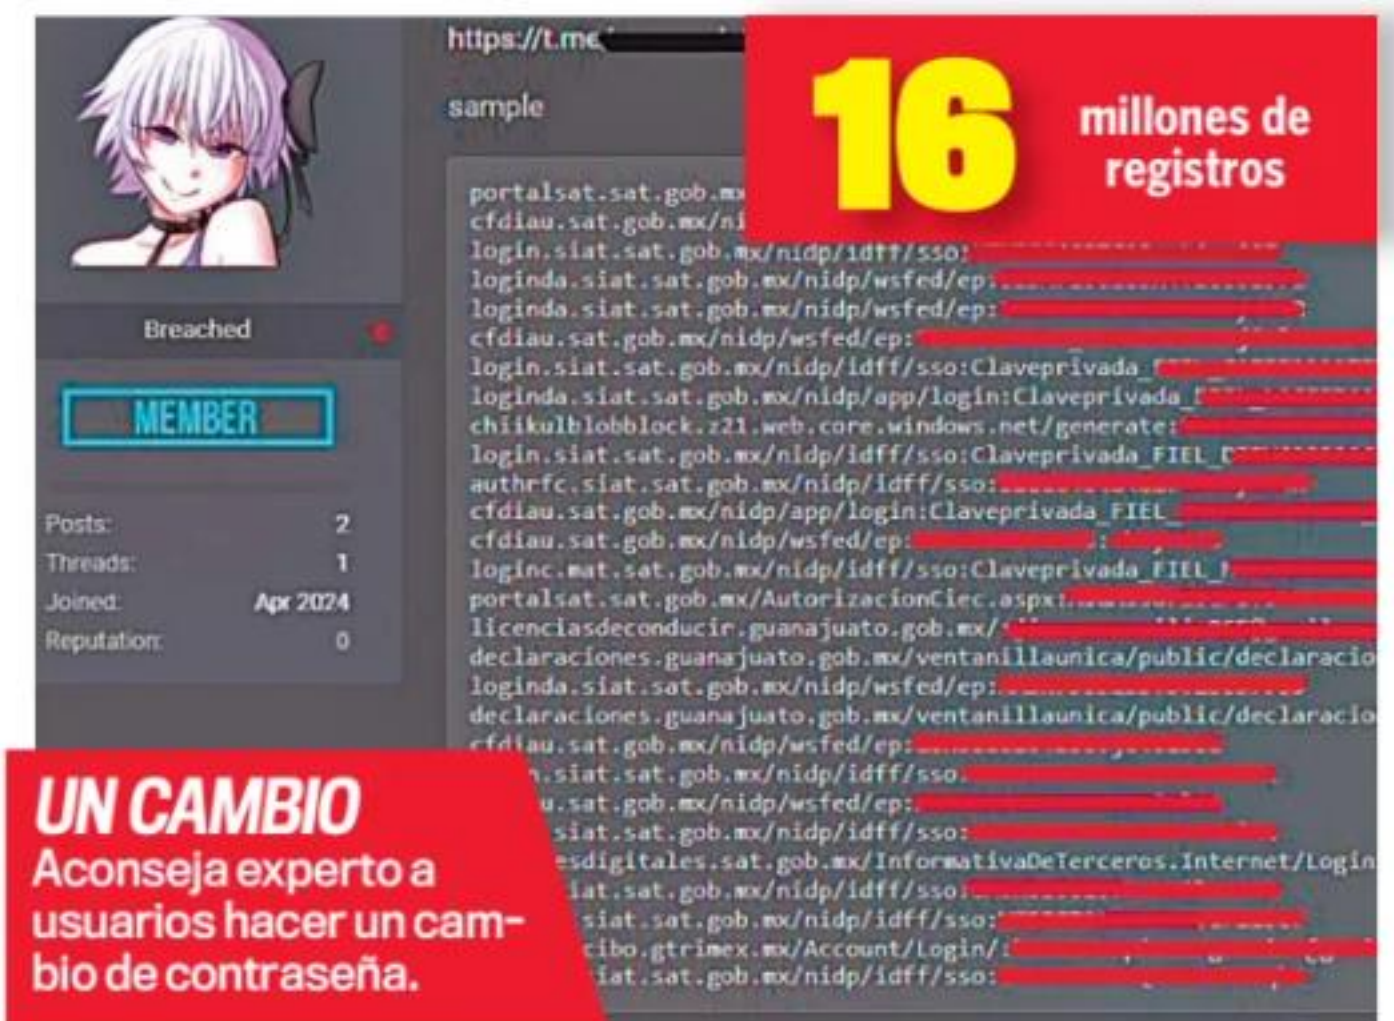 https://t.me
sample
16
millones de
registros
Breached
MEMBER
Posts: 2
Threads: 1
Joined: Apr 2024
Reputation: 0
portalsat.sat.gob.mx
cfdiau.sat.gob.mx/ni
login.siat.sat.gob.mx/nidp/idff/sso:
loginda.siat.sat.gob.mx/nidp/wsfed/ep:
loginda.siat.sat.gob.mx/nidp/wsfed/ep:
cfdiau.sat.gob.mx/nidp/wsfed/ep:
login.siat.sat.gob.mx/nidp/idff/sso:Claveprivada_
loginda.siat.sat.gob.mx/nidp/app/login:Claveprivada_
chiikulblobblock.z21.web.core.windows.net/generate:
login.siat.sat.gob.mx/nidp/idff/sso:Claveprivada_FIEL_
authrfc.siat.sat.gob.mx/nidp/idff/sso:
cfdiau.sat.gob.mx/nidp/app/login:Claveprivada_FIEL_
cfdiau.sat.gob.mx/nidp/wsfed/ep:
loginc.mat.sat.gob.mx/nidp/idff/sso:Claveprivada_FIEL_
portalsat.sat.gob.mx/AutorizacionCiec.aspx:
licenciasdeconducir.guanajuato.gob.mx/
declaraciones.guanajuato.gob.mx/ventanillaunica/public/declaracio
loginda.siat.sat.gob.mx/nidp/wsfed/ep:
declaraciones.guanajuato.gob.mx/ventanillaunica/public/declaracio
cfdiau.sat.gob.mx/nidp/wsfed/ep:
n.siat.sat.gob.mx/nidp/idff/sso
u.sat.gob.mx/nidp/wsfed/ep:
siat.sat.gob.mx/nidp/idff/sso:
esdigitales.sat.gob.mx/InformativaDeTerceros.Internet/Login
iat.sat.gob.mx/nidp/idff/sso:
siat.sat.gob.mx/nidp/idff/sso:
cibo.gtrimex.mx/Account/Login/
iat.sat.gob.mx/nidp/idff/sso:
UN CAMBIO
Aconseja experto a
usuarios hacer un cam-
bio de contraseña.